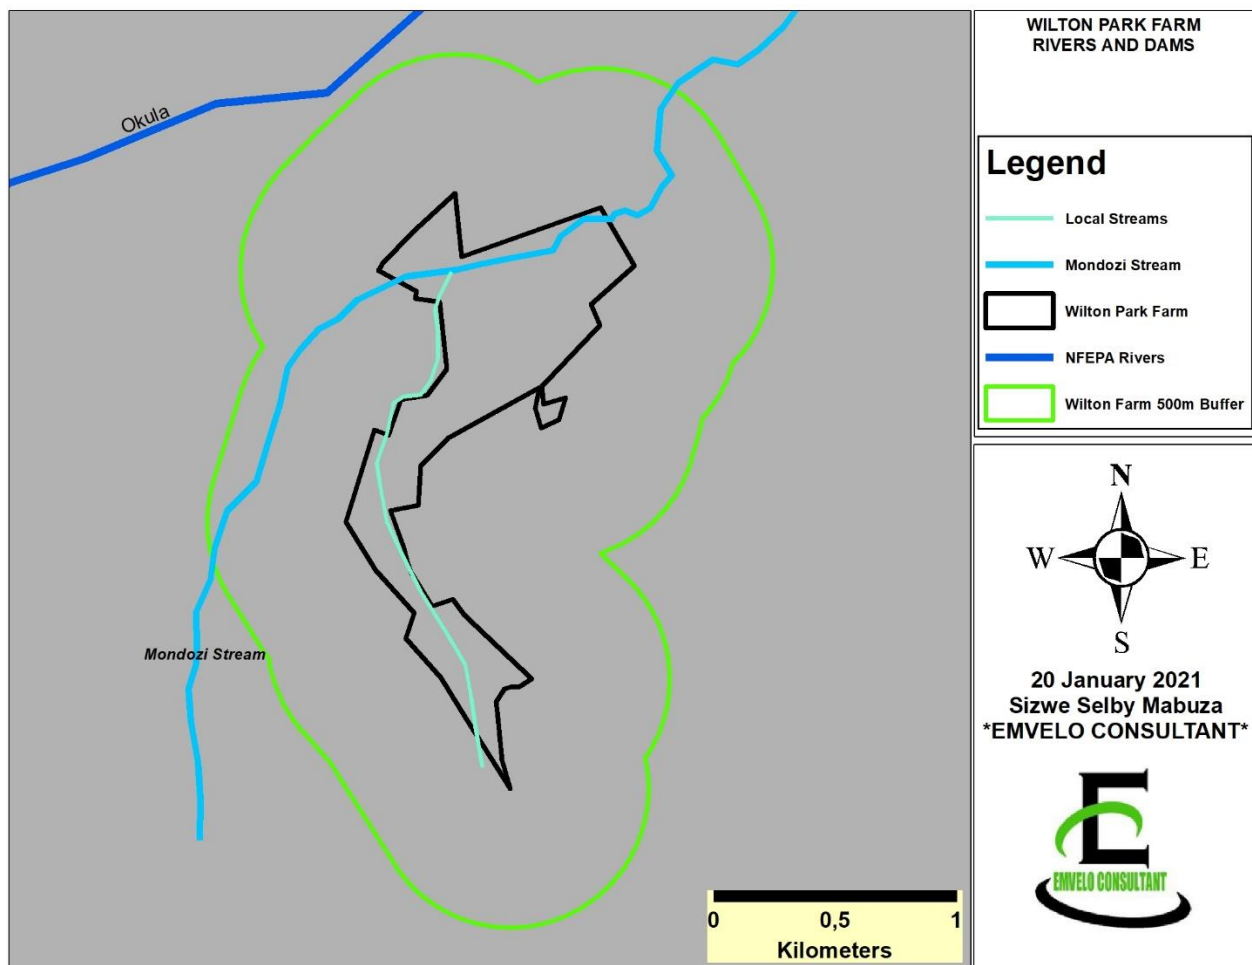 WILTON PARK FARM
RIVERS AND DAMS
Okula
Mondozi Stream
0
0,5
1
Kilometers
Legend
Local Streams
Mondozi Stream
Wilton Park Farm
NFEPA Rivers
Wilton Farm 500m Buffer
N
W
E
S
20 January 2021
Sizwe Selby Mabuza
*EMVELO CONSULTANT*
E
EMVELO CONSULTANT